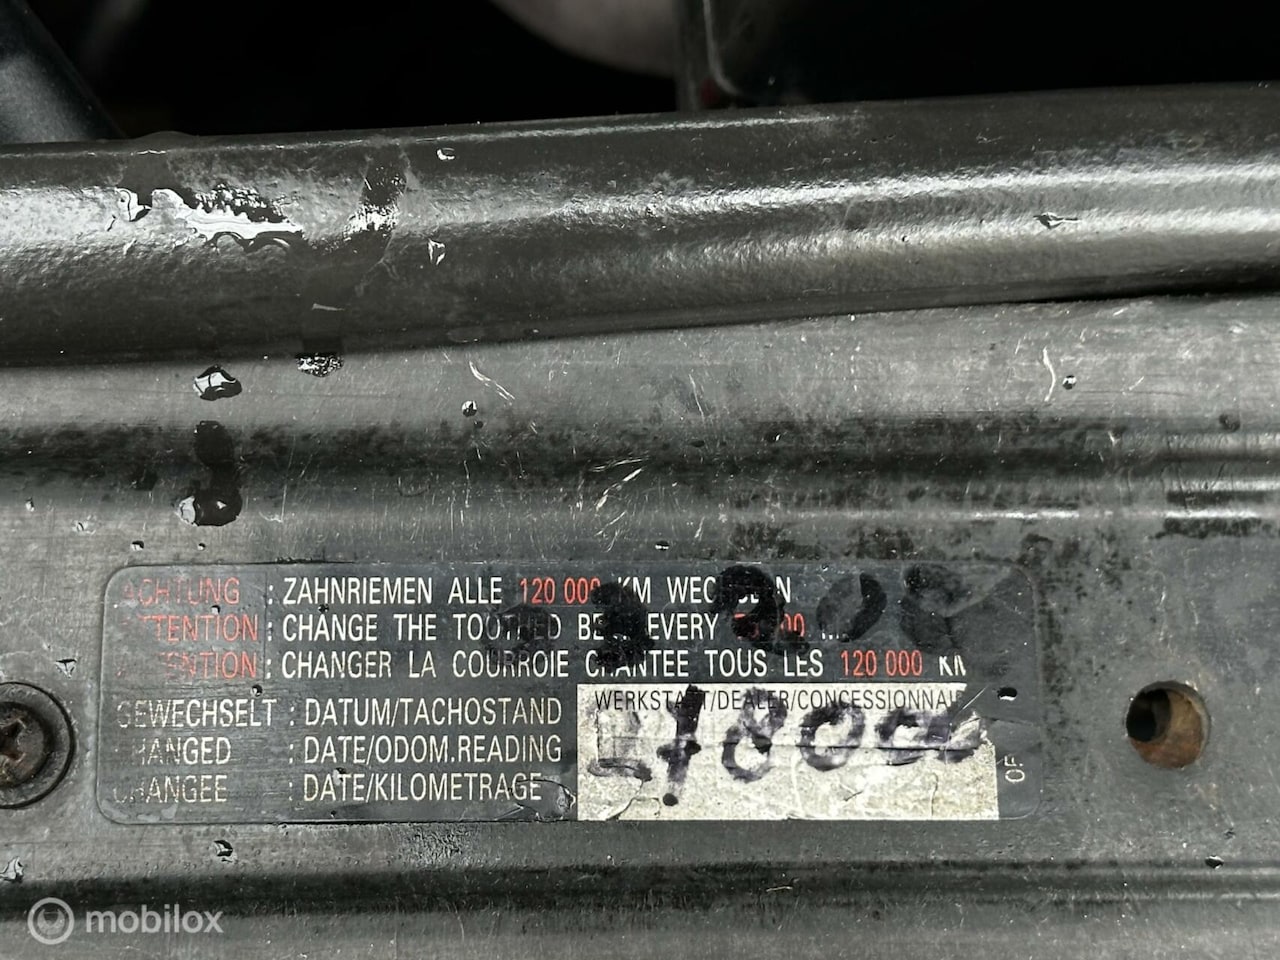 ACHTUNG : ZAHNRIEMEN ALLE 120 000 KM WECHSELN
ATTENTION : CHANGE THE TOOTHED BELT EVERY
ATTENTION : CHANGER LA COURROIE CRANTEE TOUS LES 120 000 KM
GEWECHSELT : DATUM/TACHOSTAND
WERKSTATT/DEALER/CONCESSIONNAIRE
CHANGED : DATE/ODOM.READING
CHANGEE : DATE/KILOMETRAGE
mobilox